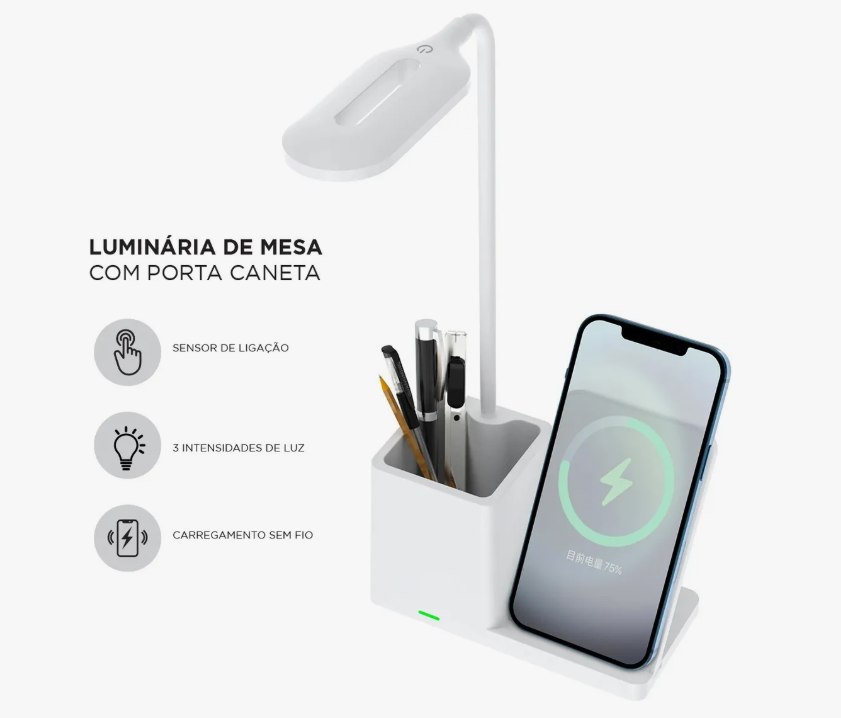 LUMINÁRIA DE MESA
COM PORTA CANETA
SENSOR DE LIGAÇÃO
3 INTENSIDADES DE LUZ
CARREGAMENTO SEM FIO
目前电量75%